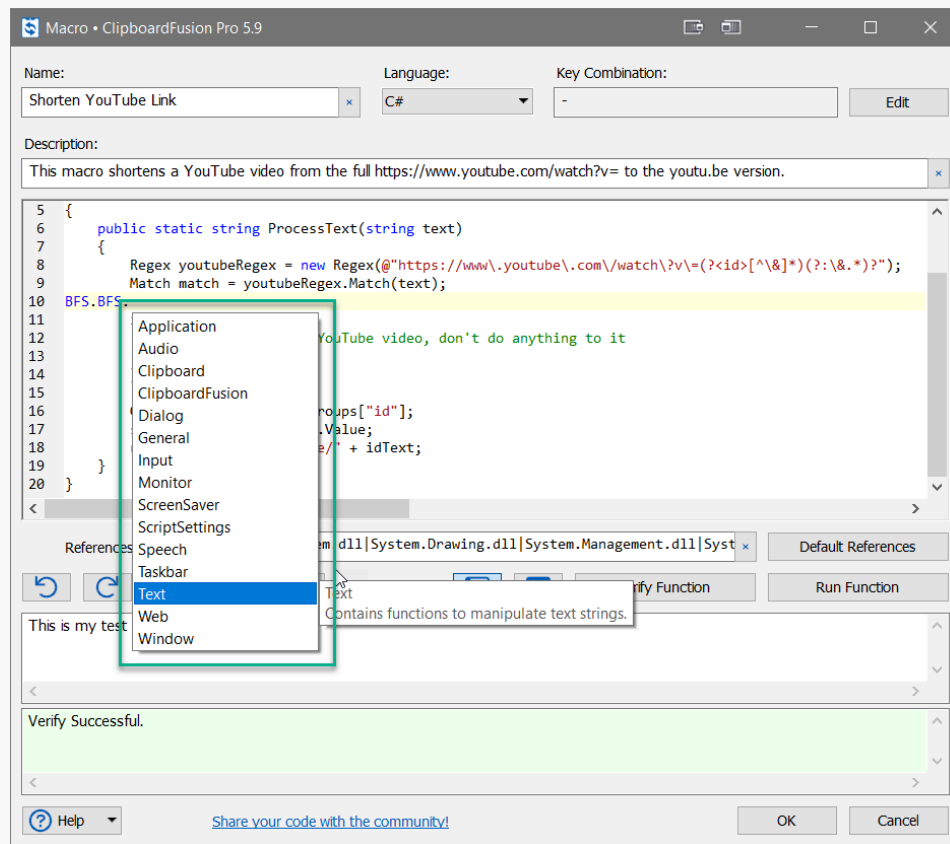 Macro • ClipboardFusion Pro 5.9
Name:
Language:
Key Combination:
Shorten YouTube Link
×
C#
-
Edit
Description:
This macro shortens a YouTube video from the full https://www.youtube.com/watch?v= to the youtu.be version.
×
5 {
6 public static string ProcessText(string text)
7 {
8 Regex youtubeRegex = new Regex(@"https://www\.youtube\.com\/watch\?v\=(?<id>[^\&]*)(?:\&.*)?");
9 Match match = youtubeRegex.Match(text);
10 BFS.BFS.
11
12 YouTube video, don't do anything to it
13
14
15
16 roups["id"];
17 .Value;
18 e/" + idText;
19 }
20 }
Application
Audio
Clipboard
ClipboardFusion
Dialog
General
Input
Monitor
ScreenSaver
ScriptSettings
Speech
Taskbar
Text
Web
Window
Text
Contains functions to manipulate text strings.
References
em.dll|System.Drawing.dll|System.Management.dll|Syst
×
Default References
ify Function
Run Function
This is my test
Verify Successful.
? Help
Share your code with the community!
OK
Cancel